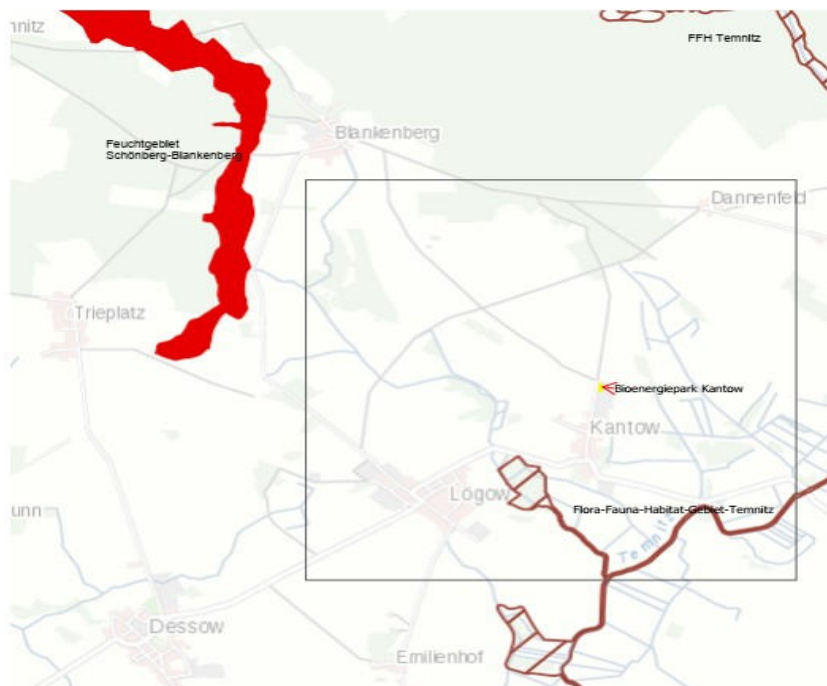 nnitz
FFH Temnitz
Blankenberg
Feuchtgebiet
Schönberg-Blankenberg
Dannenfeld
Trieplatz
Bioenergiepark Kantow
Kantow
Logow
Flora-Fauna-Habitat-Gebiet-Temnitz
unn
Temnitz
Dessow
Emilienhof